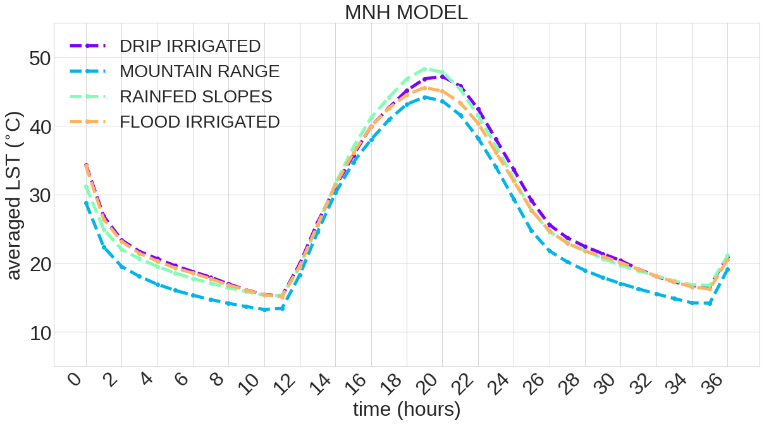 MNH MODEL
DRIP IRRIGATED
MOUNTAIN RANGE
RAINFED SLOPES
FLOOD IRRIGATED
averaged LST (°C)
50
40
30
20
10
0 2 4 6 8 10 12 14 16 18 20 22 24 26 28 30 32 34 36
time (hours)